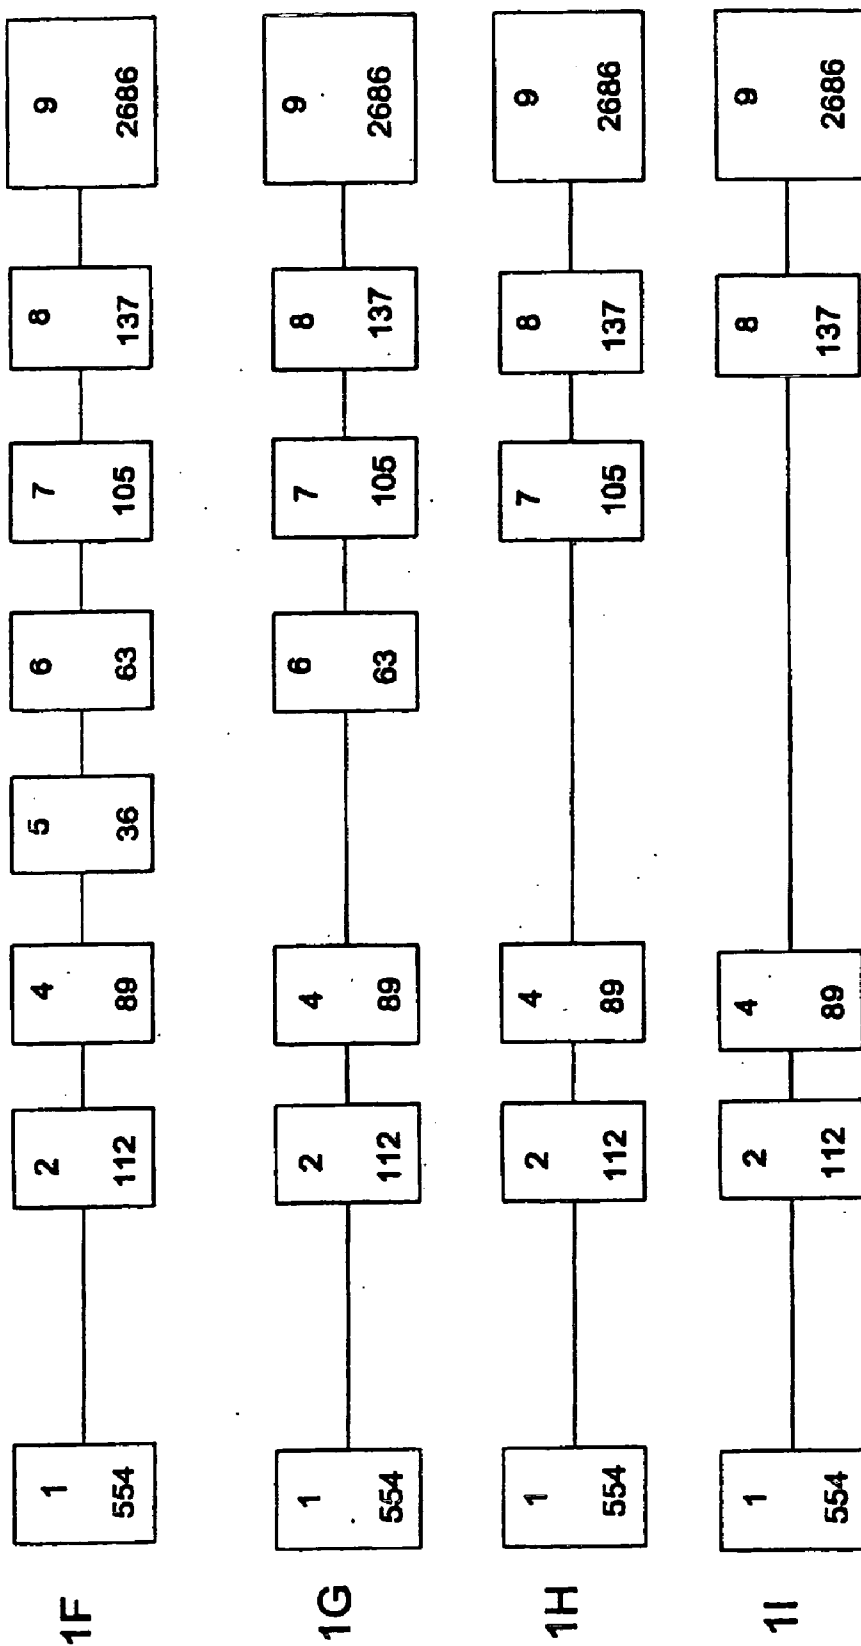 1F
1 2 4 5 6 7 8 9
554 112 89 36 63 105 137 2686
1G
1 2 4 6 7 8 9
554 112 89 63 105 137 2686
1H
1 2 4 7 8 9
554 112 89 105 137 2686
1I
1 2 4 8 9
554 112 89 137 2686